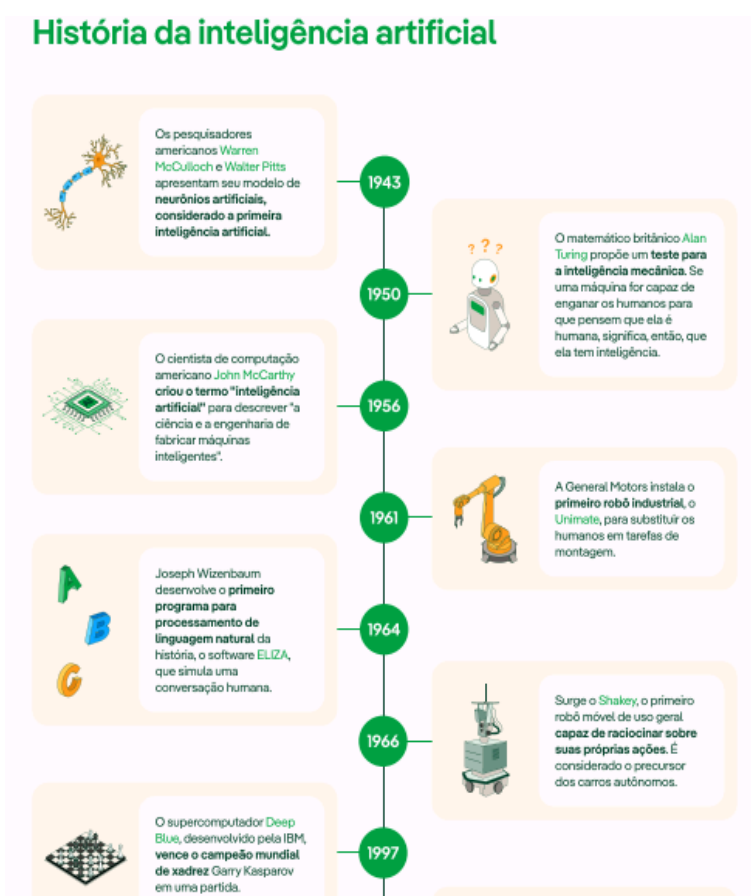 História da inteligência artificial
Os pesquisadores
americanos Warren
McCulloch e Walter Pitts
apresentam seu modelo de
neurônios artificiais,
considerado a primeira
inteligência artificial.
1943
O matemático britânico Alan
Turing propõe um teste para
a inteligência mecânica. Se
uma máquina for capaz de
enganar os humanos para
que pensem que ela é
humana, significa, então, que
ela tem inteligência.
? ? ?
1950
O cientista de computação
americano John McCarthy
criou o termo "inteligência
artificial" para descrever "a
ciência e a engenharia de
fabricar máquinas
inteligentes".
1956
A General Motors instala o
primeiro robô industrial, o
Unimate, para substituir os
humanos em tarefas de
montagem.
1961
A
B
C
Joseph Wizenbaum
desenvolve o primeiro
programa para
processamento de
linguagem natural da
história, o software ELIZA,
que simula uma
conversação humana.
1964
Surge o Shakey, o primeiro
robô móvel de uso geral
capaz de raciocinar sobre
suas próprias ações. É
considerado o precursor
dos carros autônomos.
1966
O supercomputador Deep
Blue, desenvolvido pela IBM,
vence o campeão mundial
de xadrez Garry Kasparov
em uma partida.
1997